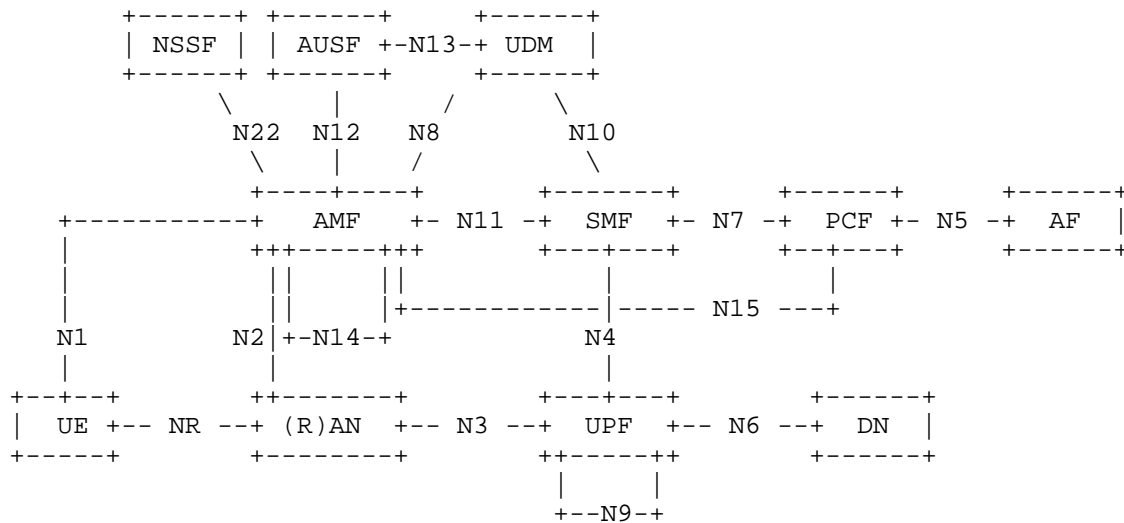 NSSF AUSF N13 UDM
N22 N12 N8 N10
AMF N11 SMF N7 PCF N5 AF
N15
N1 N2 N14 N4
UE NR (R)AN N3 UPF N6 DN
N9